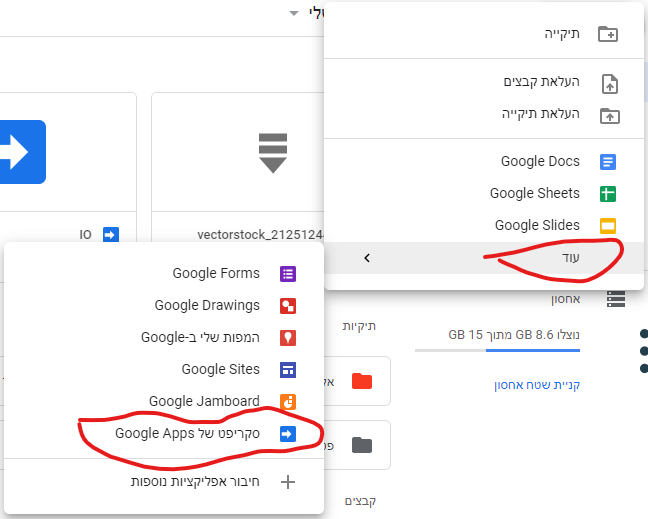 שלי
תיקייה
העלאת קבצים
העלאת תיקייה
Google Docs
Google Sheets
Google Slides
עוד
IO
vectorstock_2125124
Google Forms
Google Drawings
המפות שלי ב-Google
Google Sites
Google Jamboard
סקריפט של Google Apps
חיבור אפליקציות נוספות
אחסון
נוצלו 8.6 GB מתוך 15 GB
קניית שטח אחסון
תיקיות
קבצים